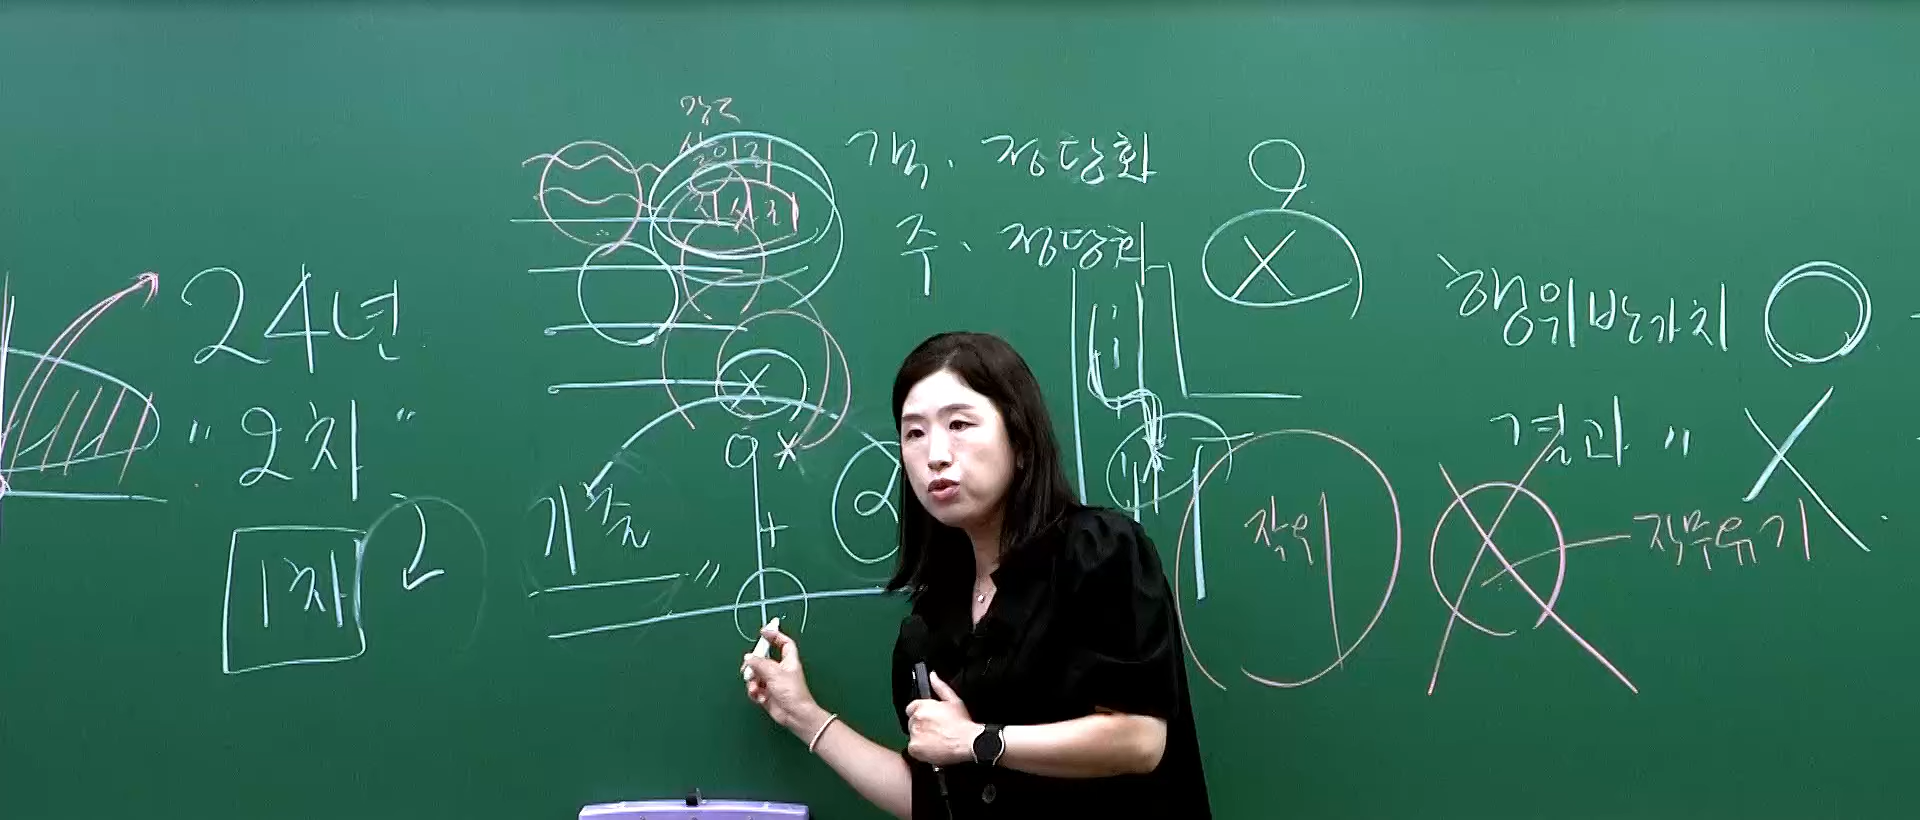 객. 정당화
주. 정당화 X
24년
"2차"
1차
기출
행위반가치 ○
결과 〃 X
작위
직무유기